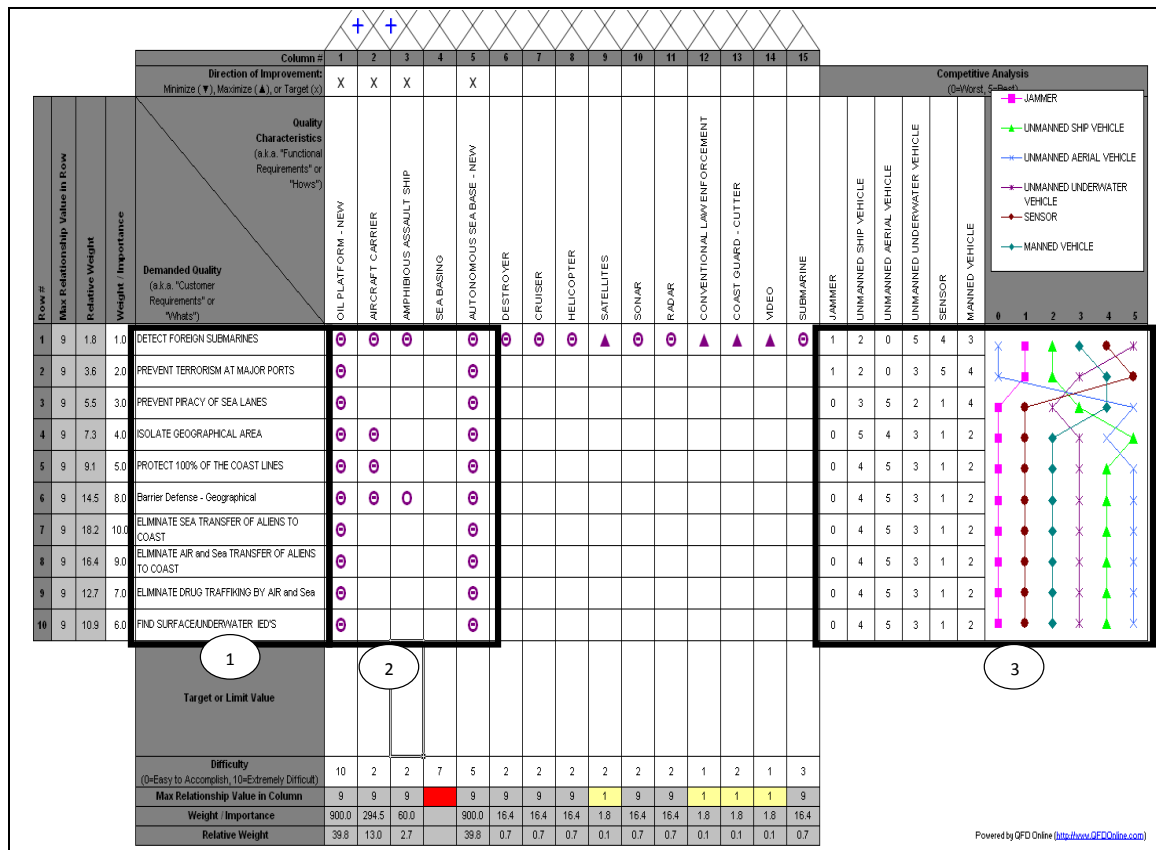 Column # 1 2 3 4 5 6 7 8 9 10 11 12 13 14 15
Direction of Improvement:
Minimize (▼), Maximize (▲), or Target (x) X X X X
Competitive Analysis
(0=Worst, 5=Best)
JAMMER
UNMANNED SHIP VEHICLE
UNMANNED AERIAL VEHICLE
UNMANNED UNDERWATER
VEHICLE
SENSOR
MANNED VEHICLE
Row #
Max Relationship Value in Row
Relative Weight
Weight / Importance
Quality
Characteristics
(a.k.a. "Functional
Requirements" or
"Hows")
Demanded Quality
(a.k.a. "Customer
Requirements" or
"Whats")
OIL PLATFORM - NEW
AIRCRAFT CARRIER
AMPHIBIOUS ASSAULT SHIP
SEA BASING
AUTONOMOUS SEA BASE - NEW
DESTROYER
CRUISER
HELICOPTER
SATELLITES
SONAR
RADAR
CONVENTIONAL LAW ENFORCEMENT
COAST GUARD - CUTTER
VIDEO
SUBMARINE
JAMMER
UNMANNED SHIP VEHICLE
UNMANNED AERIAL VEHICLE
UNMANNED UNDERWATER VEHICLE
SENSOR
MANNED VEHICLE
0 1 2 3 4 5
1 9 1.8 1.0 DETECT FOREIGN SUBMARINES 1 2 0 5 4 3
2 9 3.6 2.0 PREVENT TERRORISM AT MAJOR PORTS 1 2 0 3 5 4
3 9 5.5 3.0 PREVENT PIRACY OF SEA LANES 0 3 5 2 1 4
4 9 7.3 4.0 ISOLATE GEOGRAPHICAL AREA 0 5 4 3 1 2
5 9 9.1 5.0 PROTECT 100% OF THE COAST LINES 0 4 5 3 1 2
6 9 14.5 8.0 Barrier Defense - Geographical 0 4 5 3 1 2
7 9 18.2 10.0 ELIMINATE SEA TRANSFER OF ALIENS TO
COAST 0 4 5 3 1 2
8 9 16.4 9.0 ELIMINATE AIR and Sea TRANSFER OF ALIENS
TO COAST 0 4 5 3 1 2
9 9 12.7 7.0 ELIMINATE DRUG TRAFFIKING BY AIR and Sea 0 4 5 3 1 2
10 9 10.9 6.0 FIND SURFACE/UNDERWATER IED'S 0 4 5 3 1 2
1
2
3
Target or Limit Value
Difficulty
(0=Easy to Accomplish, 10=Extremely Difficult) 10 2 2 7 5 2 2 2 2 2 2 1 2 1 3
Max Relationship Value in Column 9 9 9 9 9 9 9 1 9 9 1 1 1 9
Weight / Importance 900.0 294.5 60.0 900.0 16.4 16.4 16.4 1.8 16.4 16.4 1.8 1.8 1.8 16.4
Relative Weight 39.8 13.0 2.7 39.8 0.7 0.7 0.7 0.1 0.7 0.7 0.1 0.1 0.1 0.7
Powered by QFD Online (http://www.QFDOnline.com)